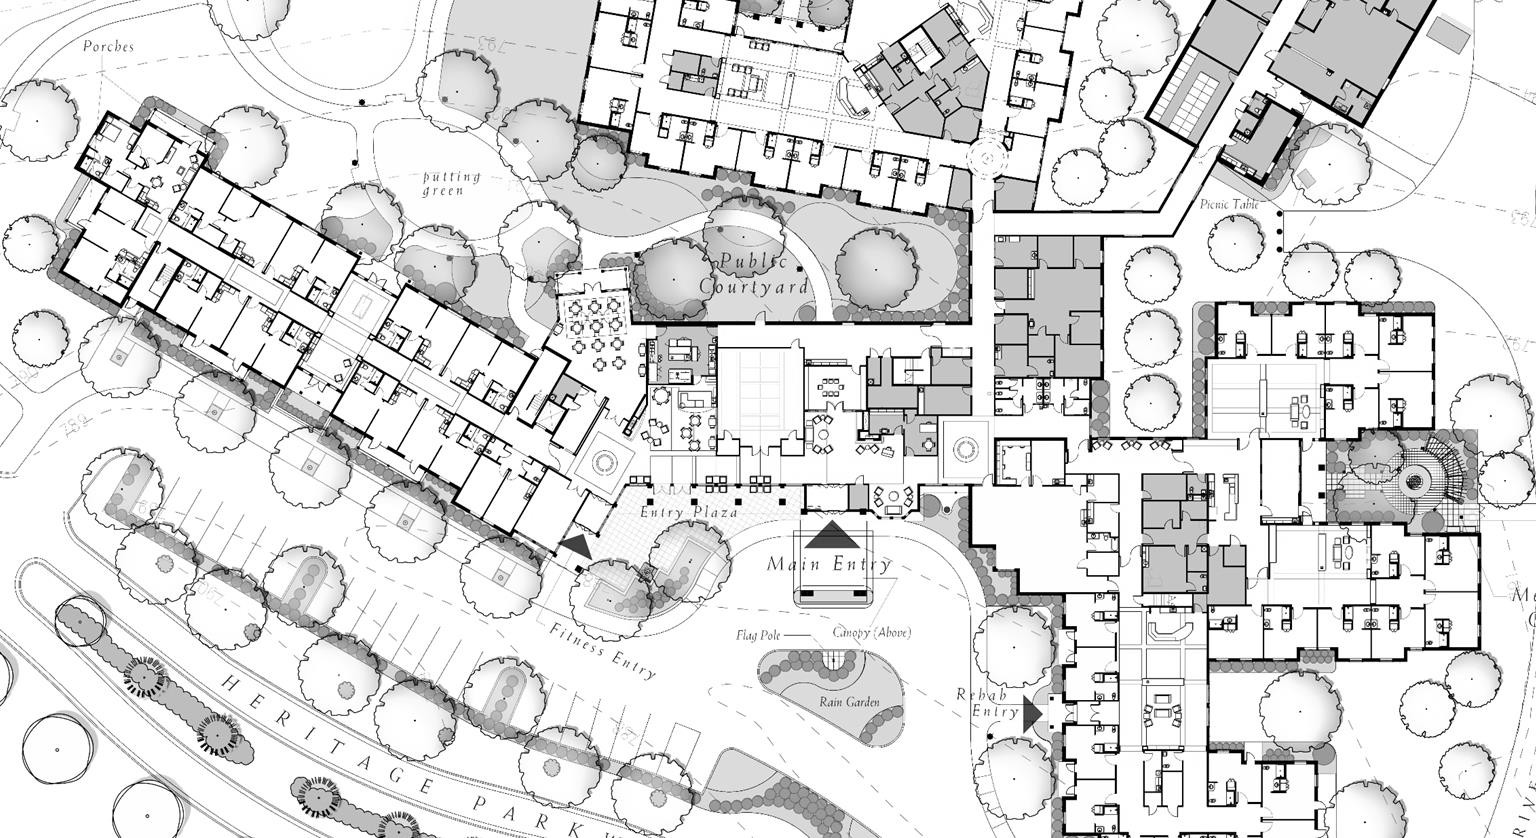 Porches
793
putting
green
Picnic Table
Public
Courtyard
Entry Plaza
Main Entry
Flag Pole
Canopy (Above)
Fitness Entry
Rain Garden
Rehab
Entry
HERITAGE PARK